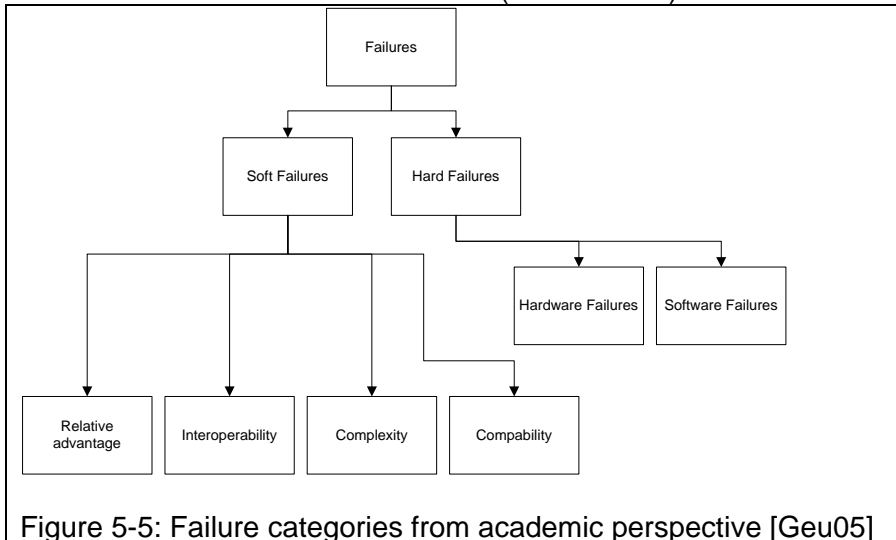 Failures
Soft Failures
Hard Failures
Hardware Failures
Software Failures
Relative
advantage
Interoperability
Complexity
Compability
Figure 5-5: Failure categories from academic perspective [Geu05]